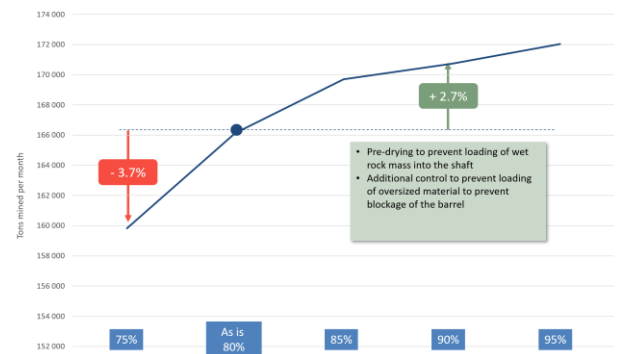 174 000
172 000
170 000
168 000
166 000
164 000
162 000
160 000
158 000
156 000
154 000
152 000
Tons mined per month
- 3.7%
+ 2.7%
• Pre-drying to prevent loading of wet
rock mass into the shaft
• Additional control to prevent loading
of oversized material to prevent
blockage of the barrel
75%
As is
80%
85%
90%
95%